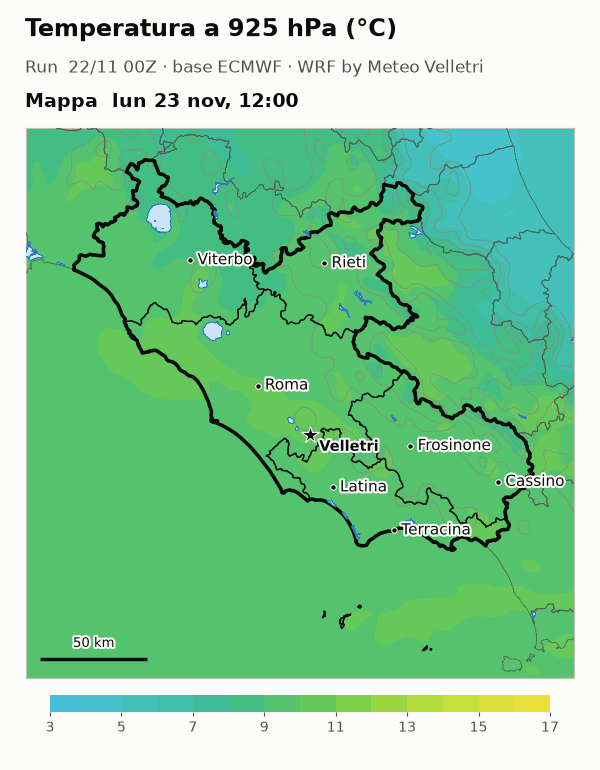 Temperatura a 925 hPa (°C)
Run  22/11 00Z · base ECMWF · WRF by Meteo Velletri
Mappa  lun 23 nov, 12:00
Viterbo
Rieti
Roma
Velletri
Frosinone
Latina
Cassino
Terracina
50 km
3 5 7 9 11 13 15 17